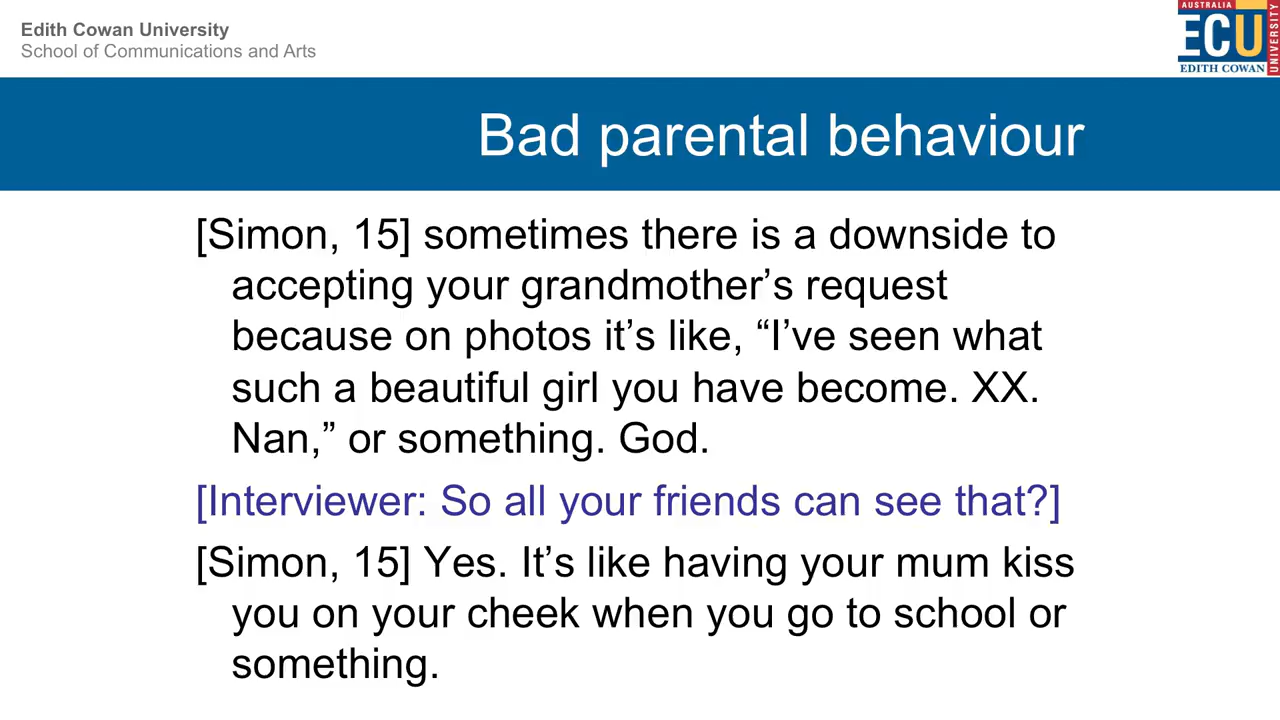 Edith Cowan University
School of Communications and Arts
AUSTRALIA
ECU
EDITH COWAN
UNIVERSITY
Bad parental behaviour
[Simon, 15] sometimes there is a downside to
accepting your grandmother’s request
because on photos it’s like, “I’ve seen what
such a beautiful girl you have become. XX.
Nan,” or something. God.
[Interviewer: So all your friends can see that?]
[Simon, 15] Yes. It’s like having your mum kiss
you on your cheek when you go to school or
something.